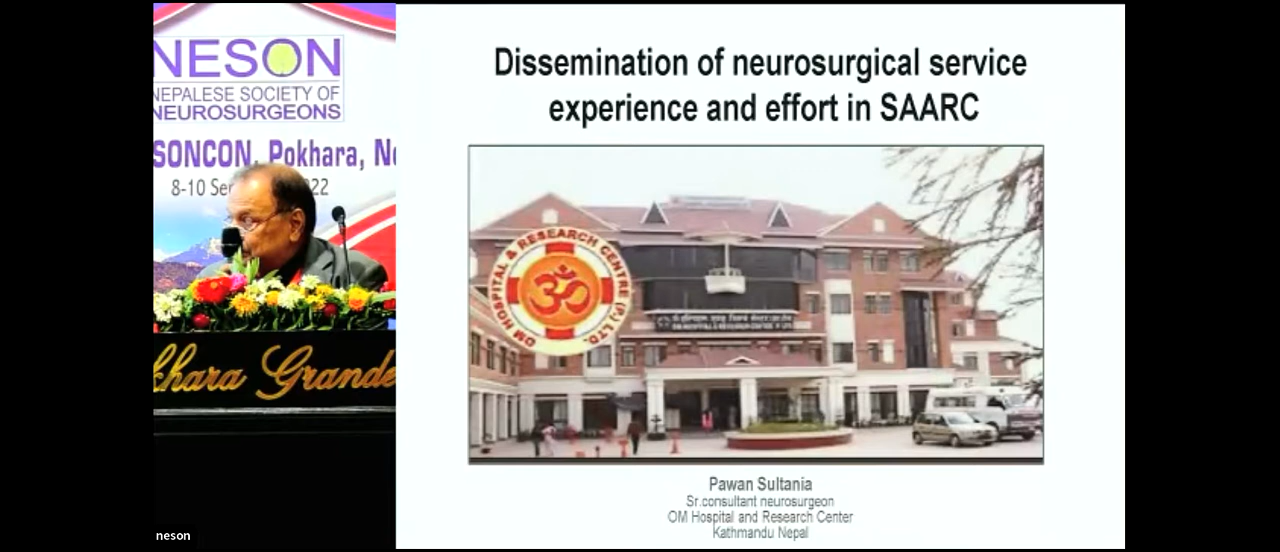 NESON
NEPALESE SOCIETY OF
NEUROSURGEONS
SONCON, Pokhara, Ne
8-10 Se 22
khara Grande
neson
Dissemination of neurosurgical service
experience and effort in SAARC
OM HOSPITAL & RESEARCH CENTRE (P.) LTD.
ॐ
Pawan Sultania
Sr.consultant neurosurgeon
OM Hospital and Research Center
Kathmandu Nepal